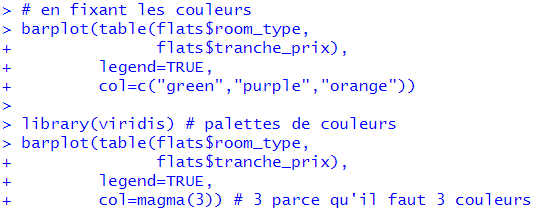 > # en fixant les couleurs
> barplot(table(flats$room_type,
+               flats$tranche_prix),
+         legend=TRUE,
+         col=c("green","purple","orange"))
>
> library(viridis) # palettes de couleurs
> barplot(table(flats$room_type,
+               flats$tranche_prix),
+         legend=TRUE,
+         col=magma(3)) # 3 parce qu'il faut 3 couleurs